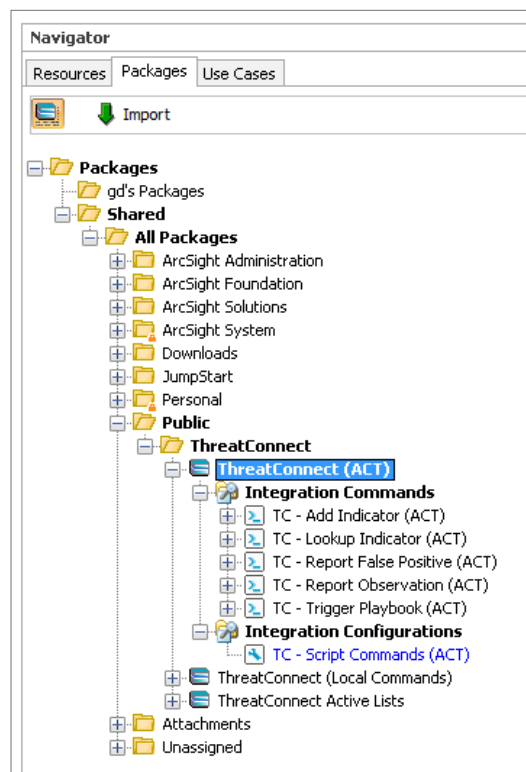 Navigator
Resources Packages Use Cases
Import
Packages
gd's Packages
Shared
All Packages
ArcSight Administration
ArcSight Foundation
ArcSight Solutions
ArcSight System
Downloads
JumpStart
Personal
Public
ThreatConnect
ThreatConnect (ACT)
Integration Commands
TC - Add Indicator (ACT)
TC - Lookup Indicator (ACT)
TC - Report False Positive (ACT)
TC - Report Observation (ACT)
TC - Trigger Playbook (ACT)
Integration Configurations
TC - Script Commands (ACT)
ThreatConnect (Local Commands)
ThreatConnect Active Lists
Attachments
Unassigned